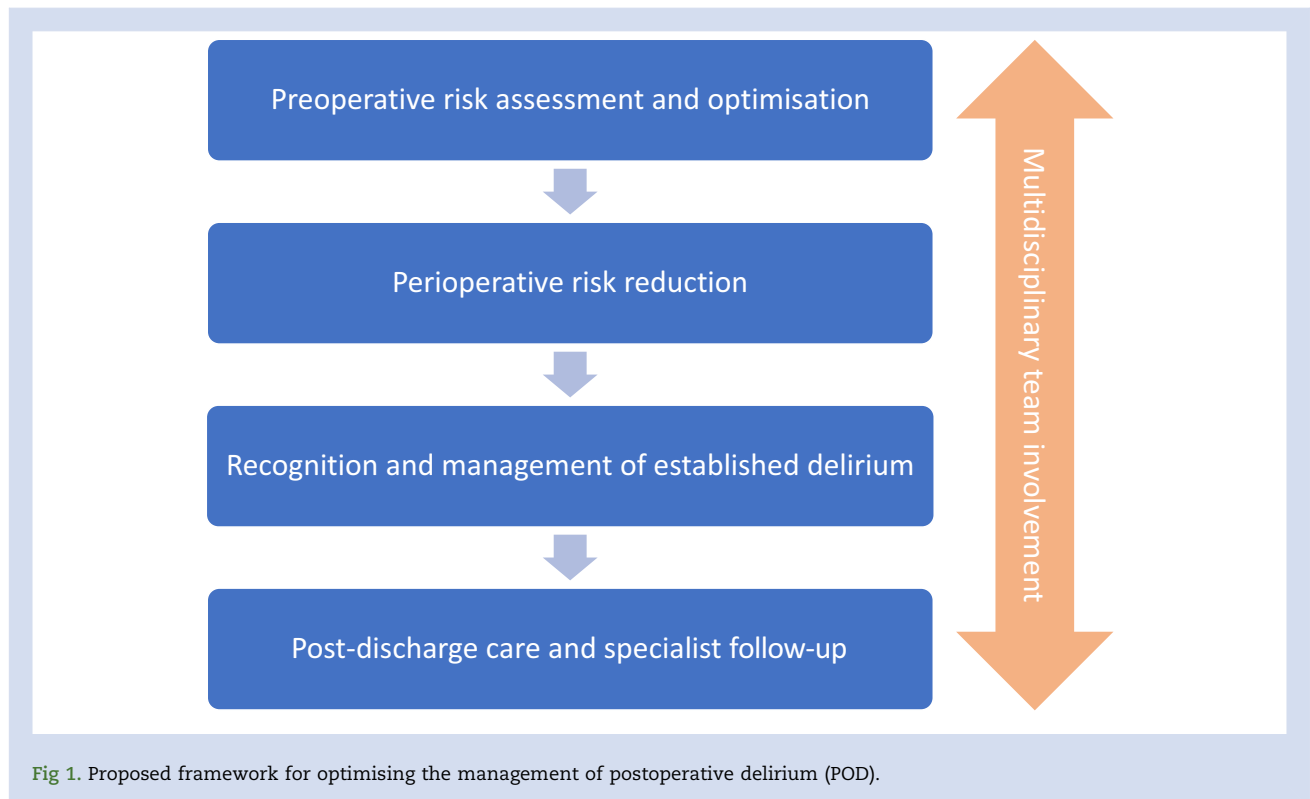 Preoperative risk assessment and optimisation
Perioperative risk reduction
Recognition and management of established delirium
Post-discharge care and specialist follow-up
Multidisciplinary team involvement
Fig 1. Proposed framework for optimising the management of postoperative delirium (POD).